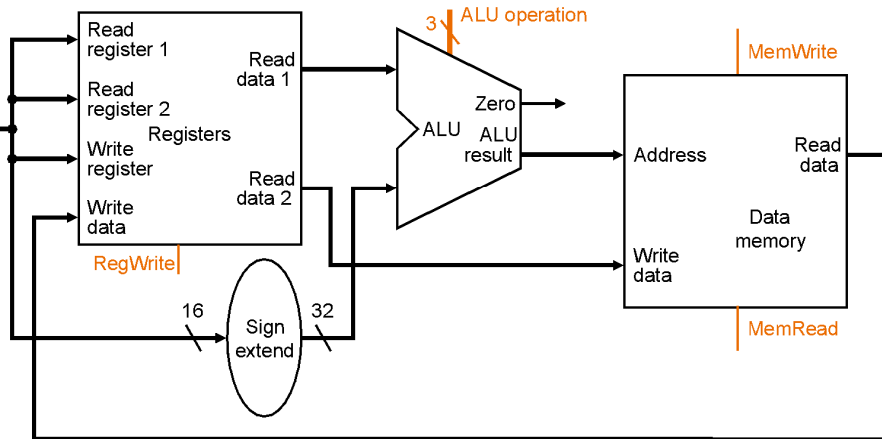 Read
register 1
Read
register 2
Registers
Write
register
Write
data
Read
data 1
Read
data 2
RegWrite
16
Sign
extend
32
3
ALU operation
Zero
ALU
ALU
result
MemWrite
Address
Read
data
Data
memory
Write
data
MemRead